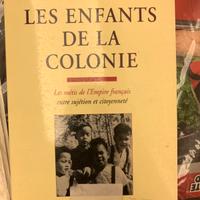 LES ENFANTS
DE LA
COLONIE
Les métis de l'Empire français
entre sujétion et citoyenneté